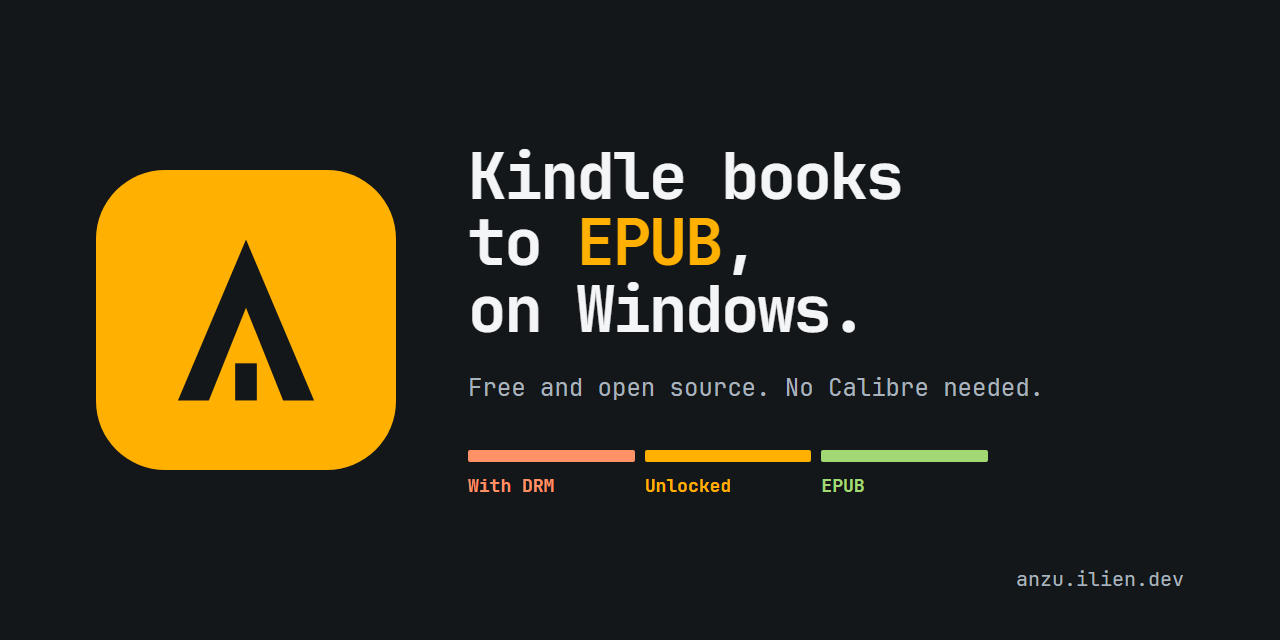 Kindle books
to EPUB,
on Windows.
Free and open source. No Calibre needed.
With DRM
Unlocked
EPUB
anzu.ilien.dev